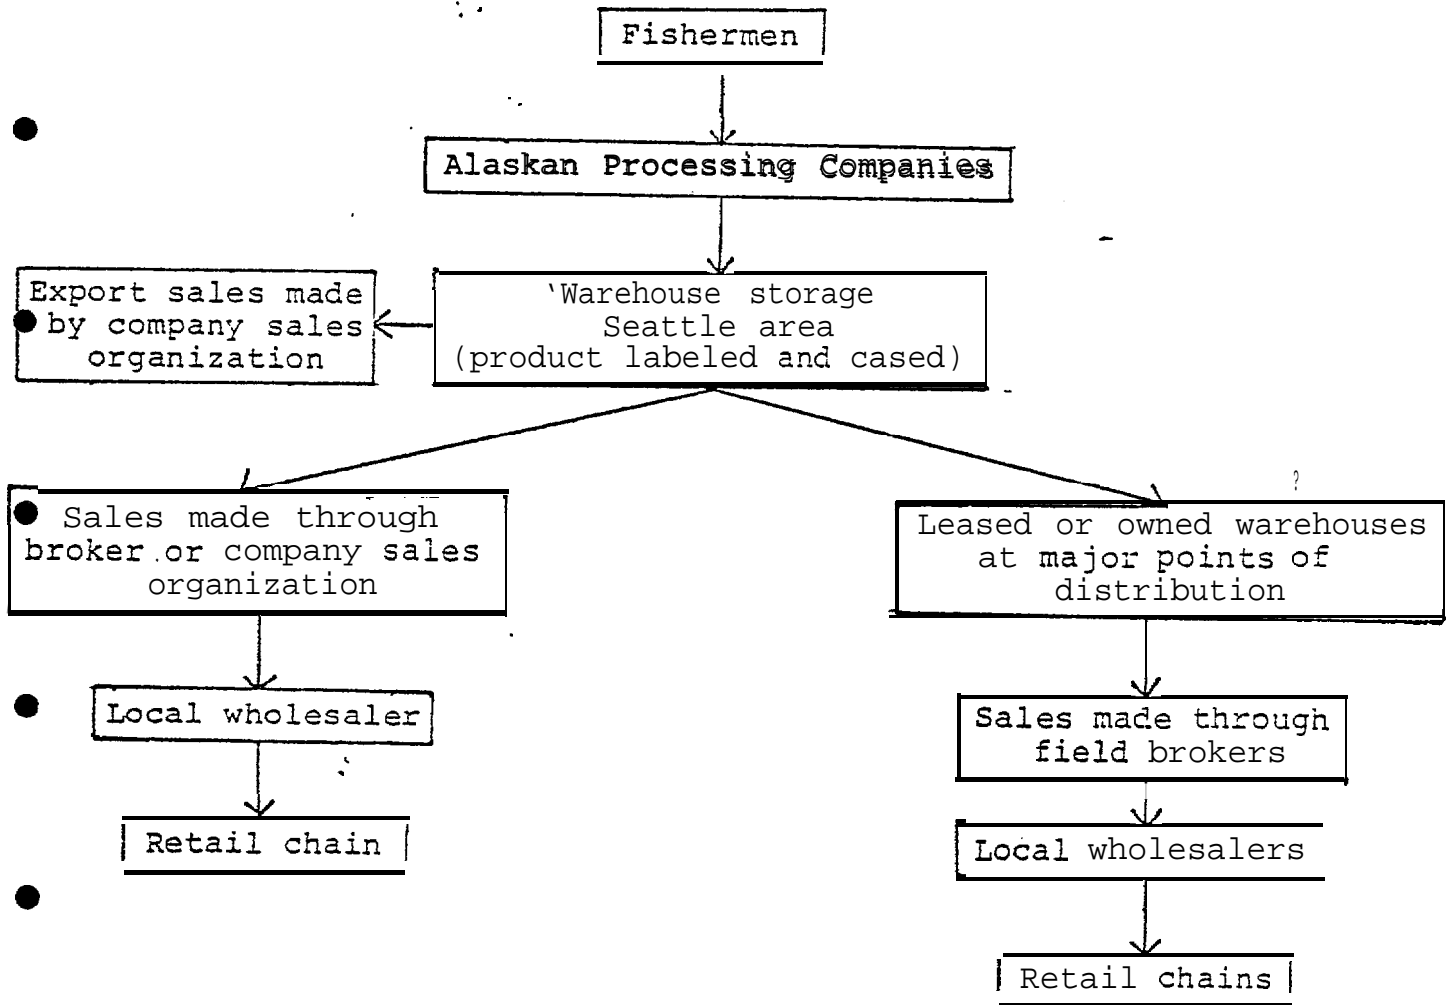 Fishermen
Alaskan Processing Companies
Export sales made
by company sales
organization
'Warehouse storage
Seattle area
(product labeled and cased)
Sales made through
broker or company sales
organization
?
Leased or owned warehouses
at major points of
distribution
Local wholesaler
Sales made through
field brokers
Retail chain
Local wholesalers
Retail chains